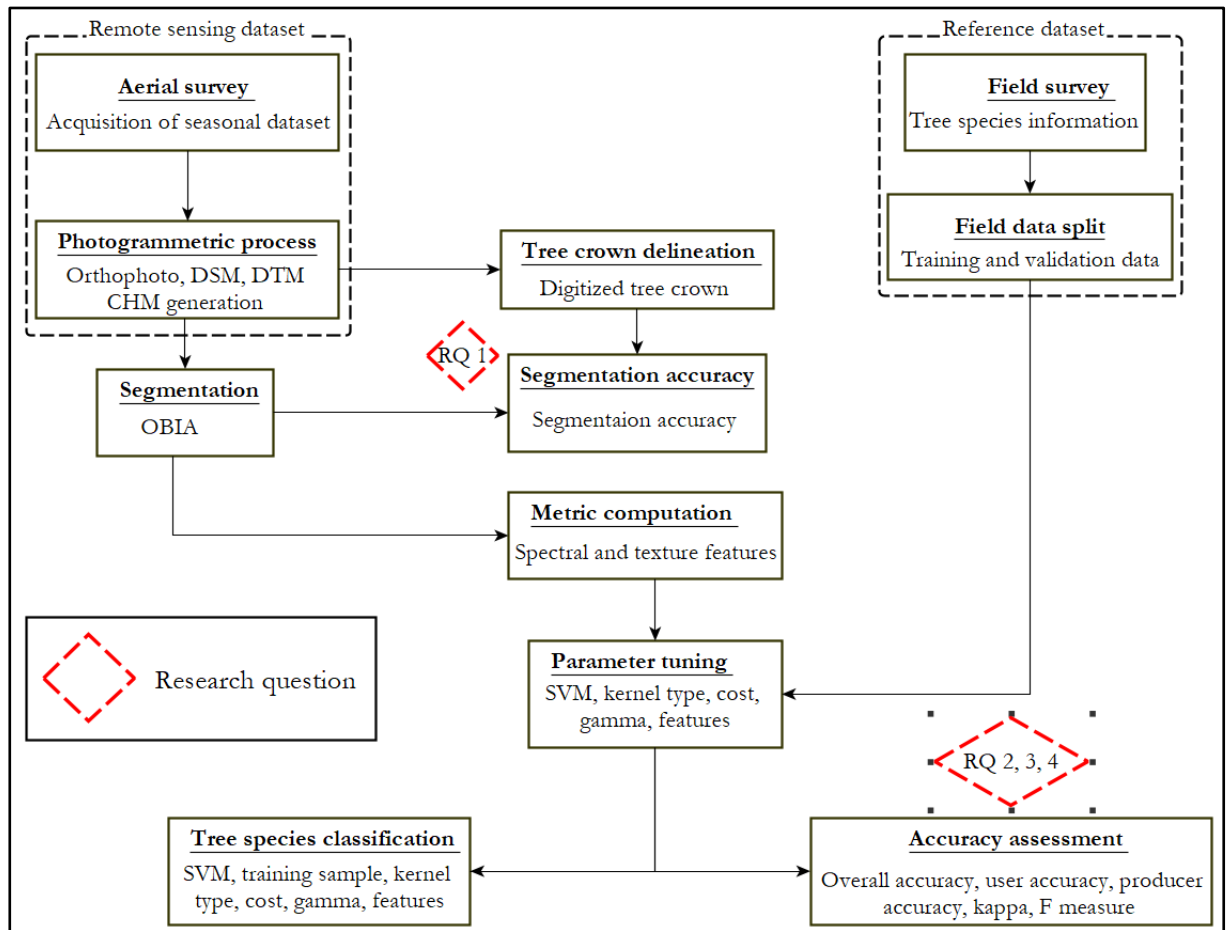 Remote sensing dataset
Aerial survey
Acquisition of seasonal dataset
Photogrammetric process
Orthophoto, DSM, DTM
CHM generation
Reference dataset
Field survey
Tree species information
Field data split
Training and validation data
Tree crown delineation
Digitized tree crown
RQ 1
Segmentation
OBIA
Segmentation accuracy
Segmentaion accuracy
Metric computation
Spectral and texture features
Research question
Parameter tuning
SVM, kernel type, cost,
gamma, features
RQ 2, 3, 4
Tree species classification
SVM, training sample, kernel
type, cost, gamma, features
Accuracy assessment
Overall accuracy, user accuracy, producer
accuracy, kappa, F measure